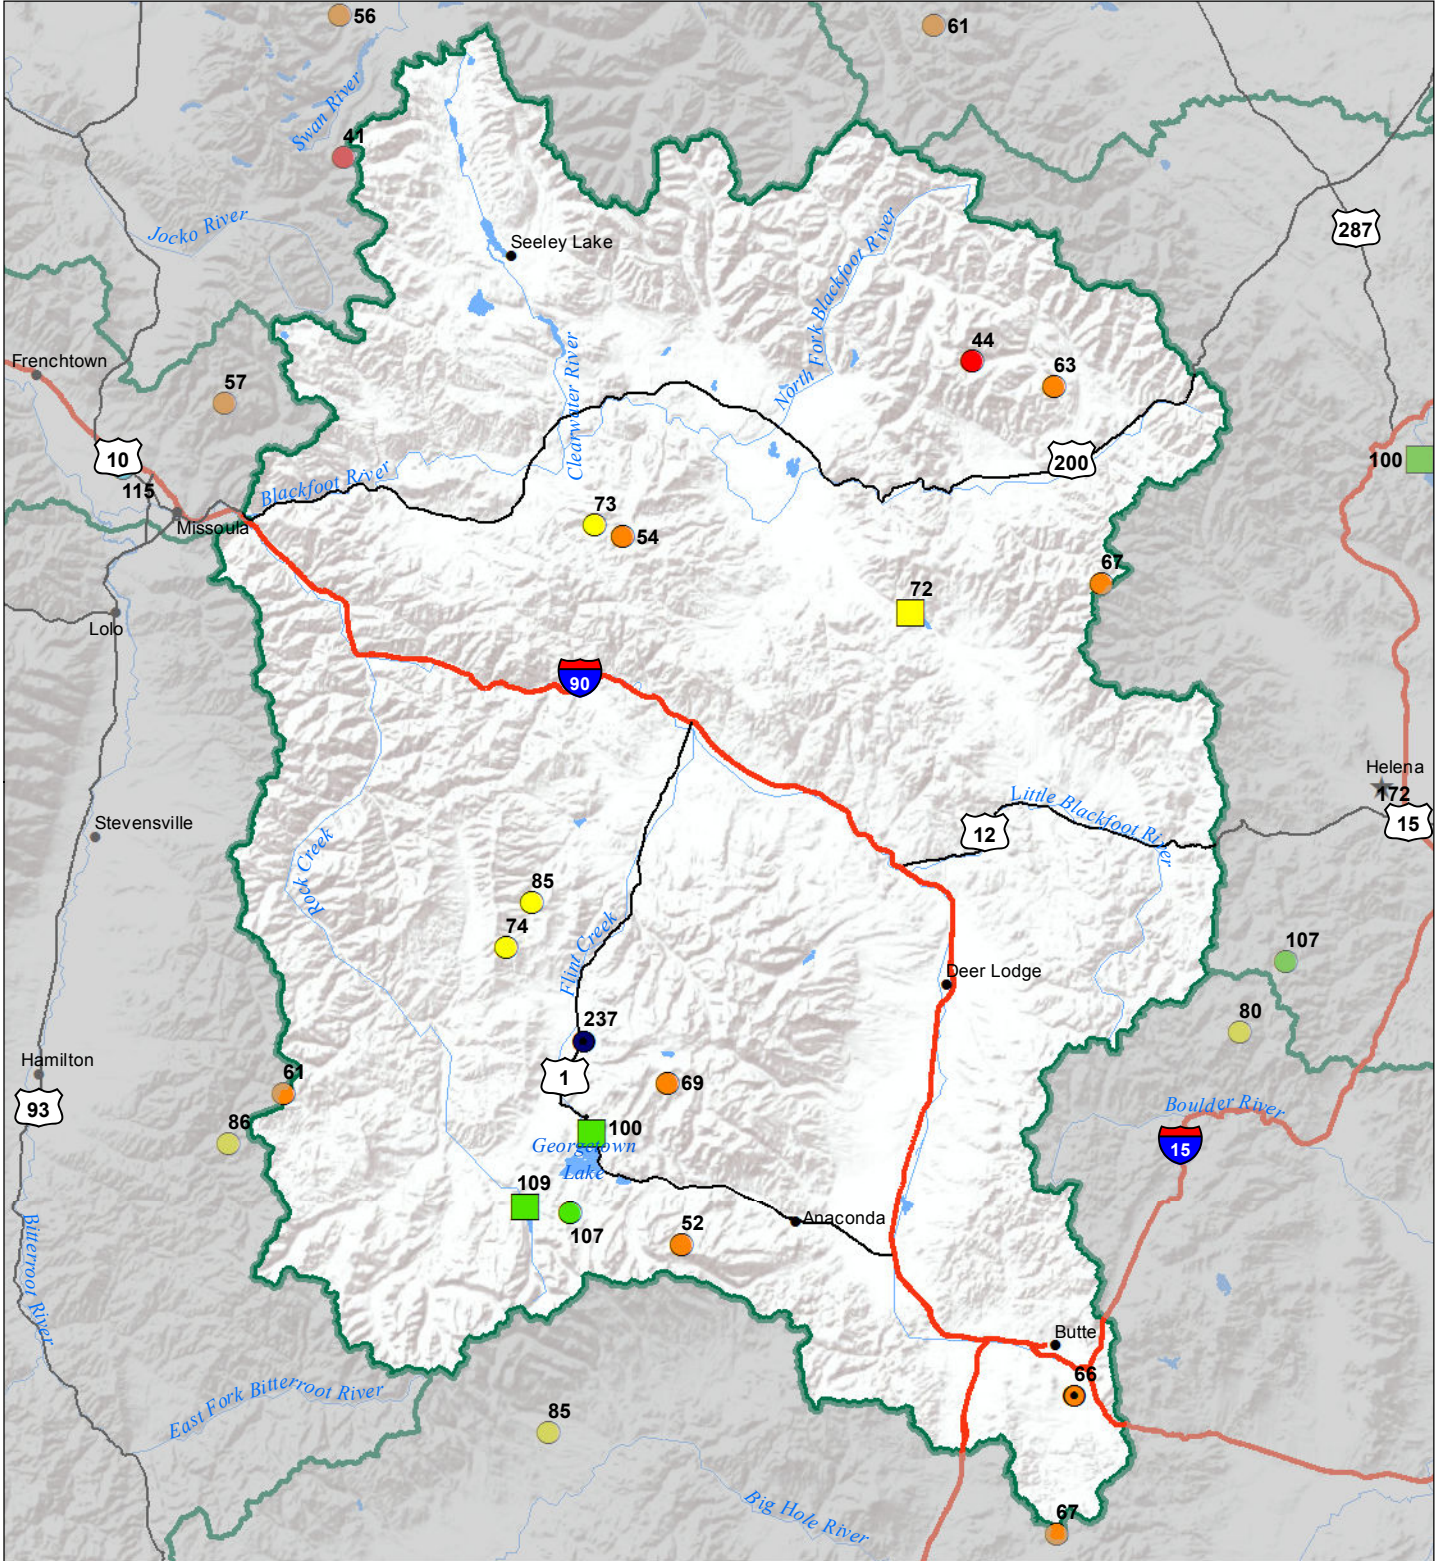 56
61
Swan River
41
Jocko River
287
Seeley Lake
North Fork Blackfoot River
44
63
Frenchtown
57
Clearwater River
10
200
100
115
Blackfoot River
Missoula
73
54
67
72
Lolo
90
Helena
172
15
Little Blackfoot River
12
Stevensville
Rock Creek
85
74
Flint Creek
107
Deer Lodge
80
237
Hamilton
61
1
69
93
86
100
Boulder River
15
Georgetown
Lake
109
107
52
Anaconda
Bitterroot River
Butte
66
East Fork Bitterroot River
85
Big Hole River
67